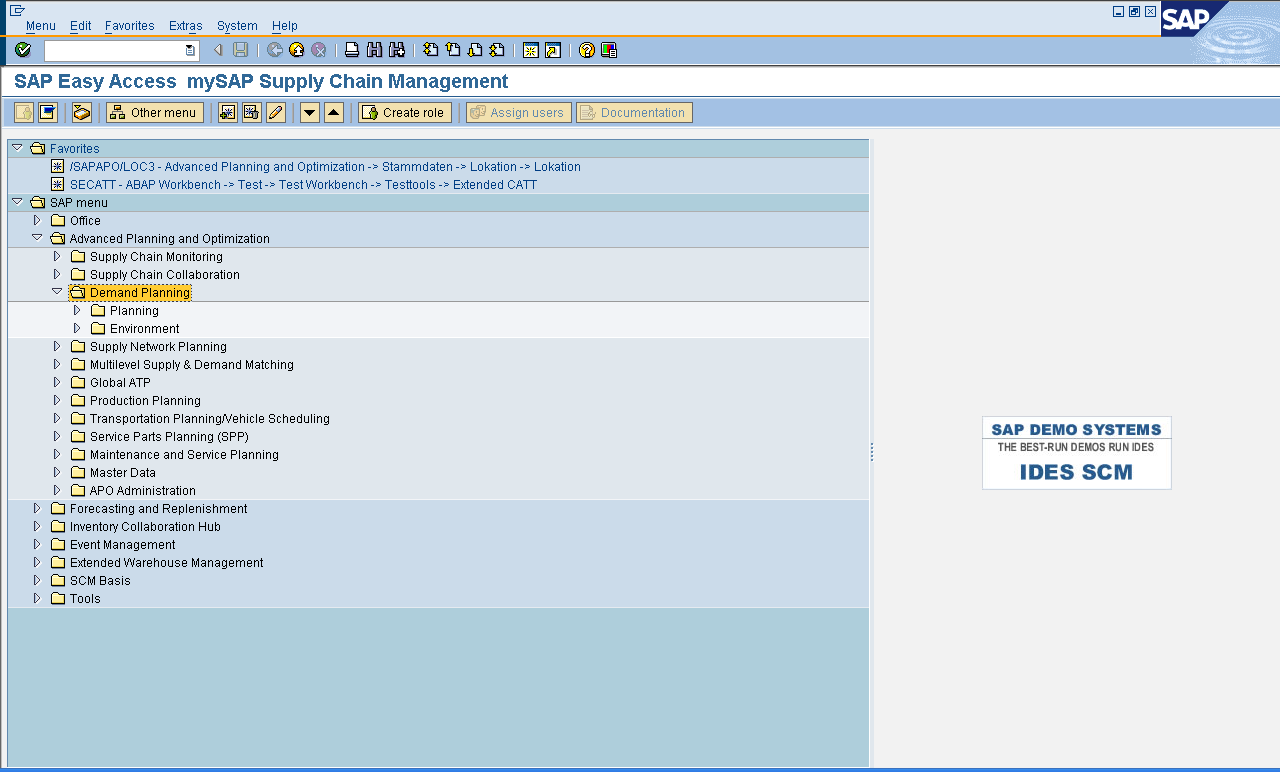 Menu Edit Favorites Extras System Help
SAP
SAP Easy Access mySAP Supply Chain Management
Other menu Create role Assign users Documentation
Favorites
/SAPAPO/LOC3 - Advanced Planning and Optimization -> Stammdaten -> Lokation -> Lokation
SECATT - ABAP Workbench -> Test -> Test Workbench -> Testtools -> Extended CATT
SAP menu
Office
Advanced Planning and Optimization
Supply Chain Monitoring
Supply Chain Collaboration
Demand Planning
Planning
Environment
Supply Network Planning
Multilevel Supply & Demand Matching
Global ATP
Production Planning
Transportation Planning/Vehicle Scheduling
Service Parts Planning (SPP)
Maintenance and Service Planning
Master Data
APO Administration
Forecasting and Replenishment
Inventory Collaboration Hub
Event Management
Extended Warehouse Management
SCM Basis
Tools
SAP DEMO SYSTEMS
THE BEST-RUN DEMOS RUN IDES
IDES SCM